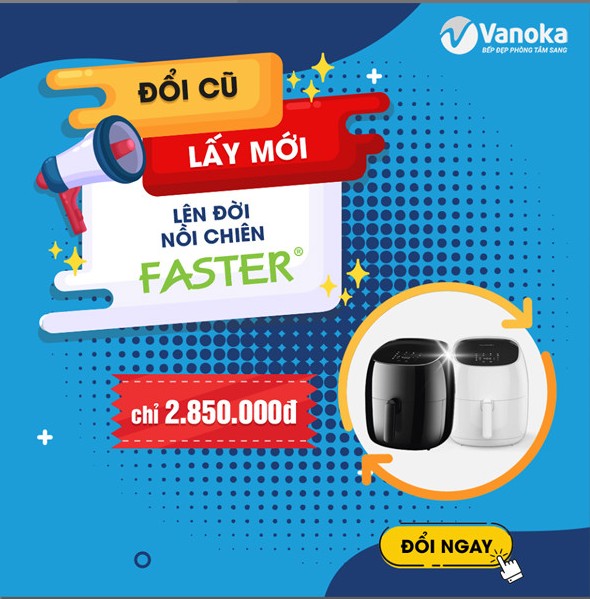 Vanoka
BẾP ĐẸP PHÒNG TẮM SANG
ĐỔI CŨ
LẤY MỚI
LÊN ĐỜI
NỒI CHIÊN
FASTER®
chỉ 2.850.000đ
ĐỔI NGAY